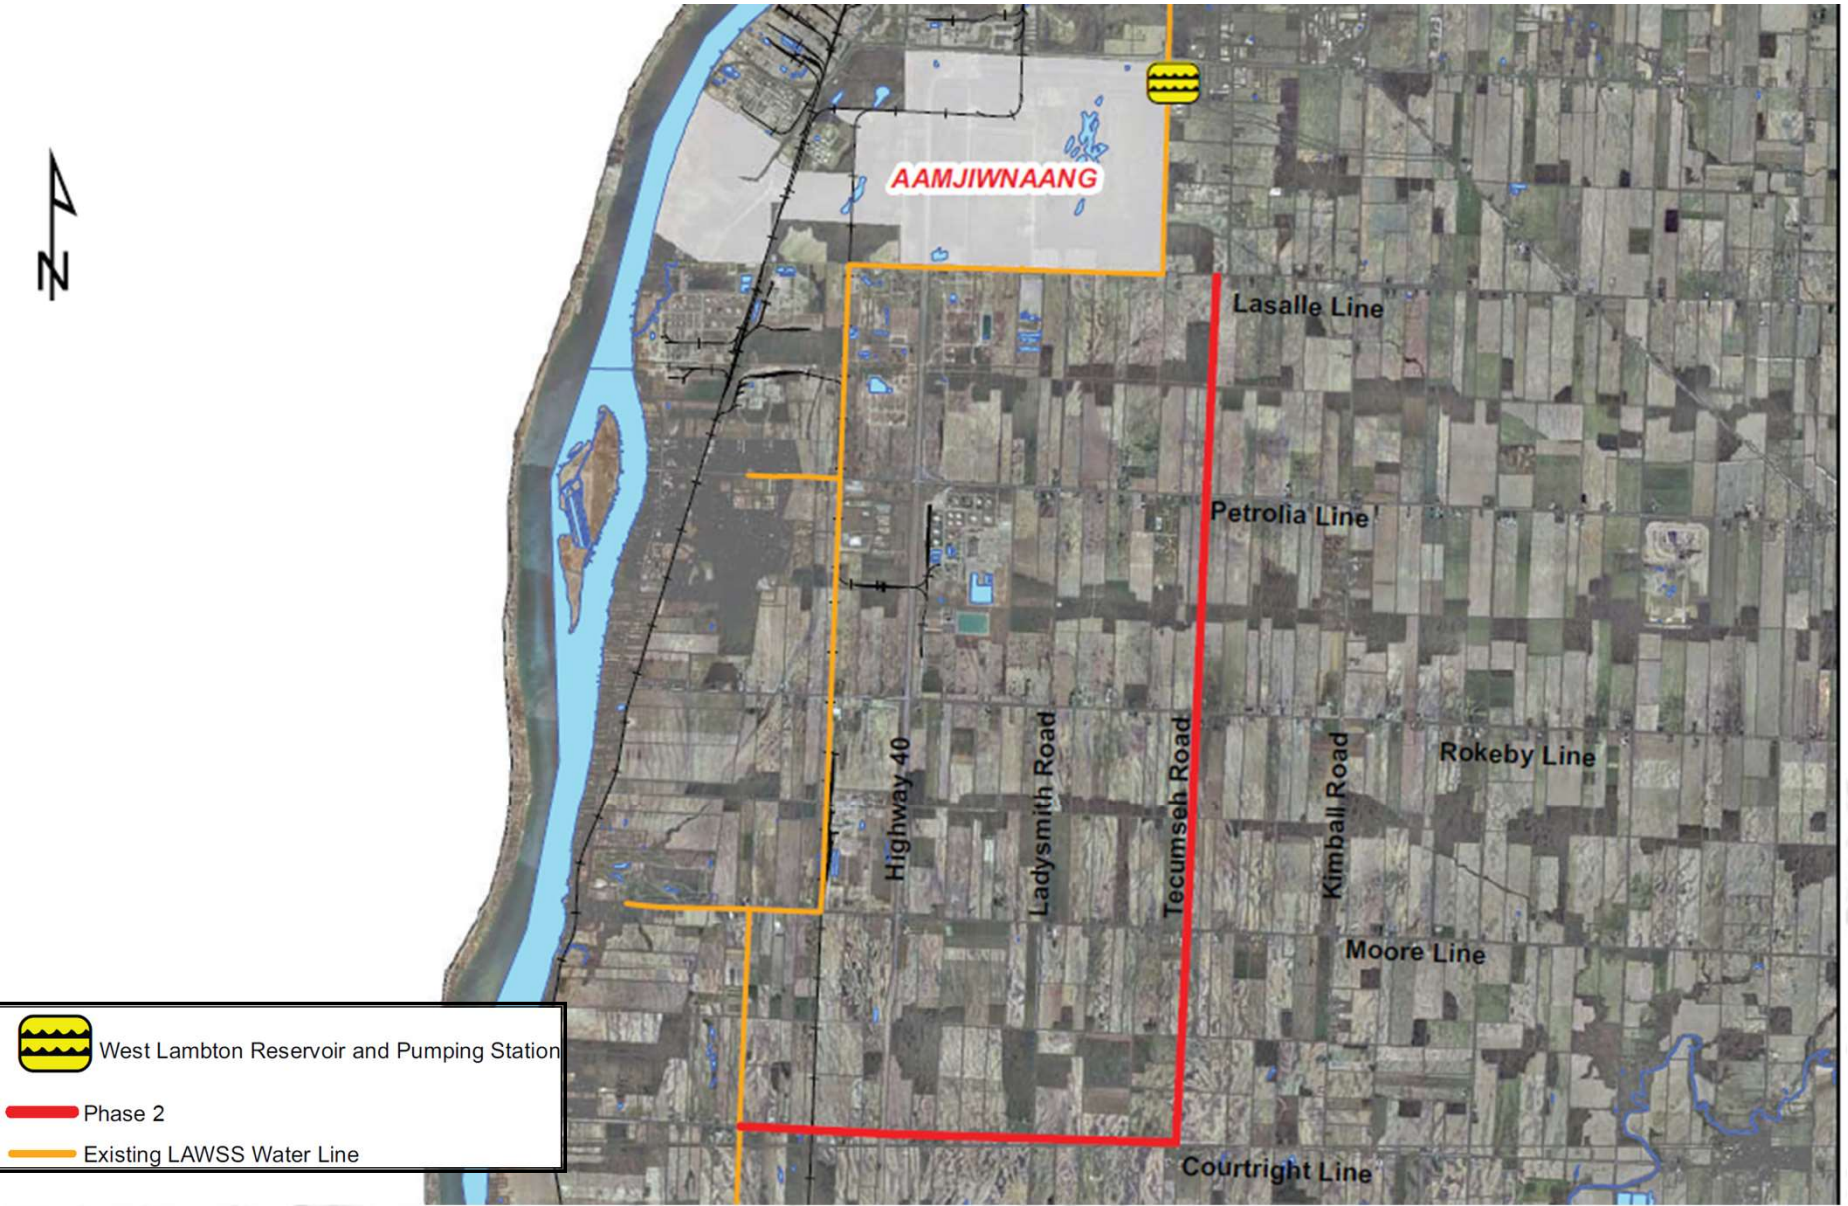 AAMJIWNAANG
N
Lasalle Line
Petrolia Line
Highway 40
Ladysmith Road
Tecumseh Road
Kimball Road
Rokeby Line
Moore Line
Courtright Line
West Lambton Reservoir and Pumping Station
Phase 2
Existing LAWSS Water Line